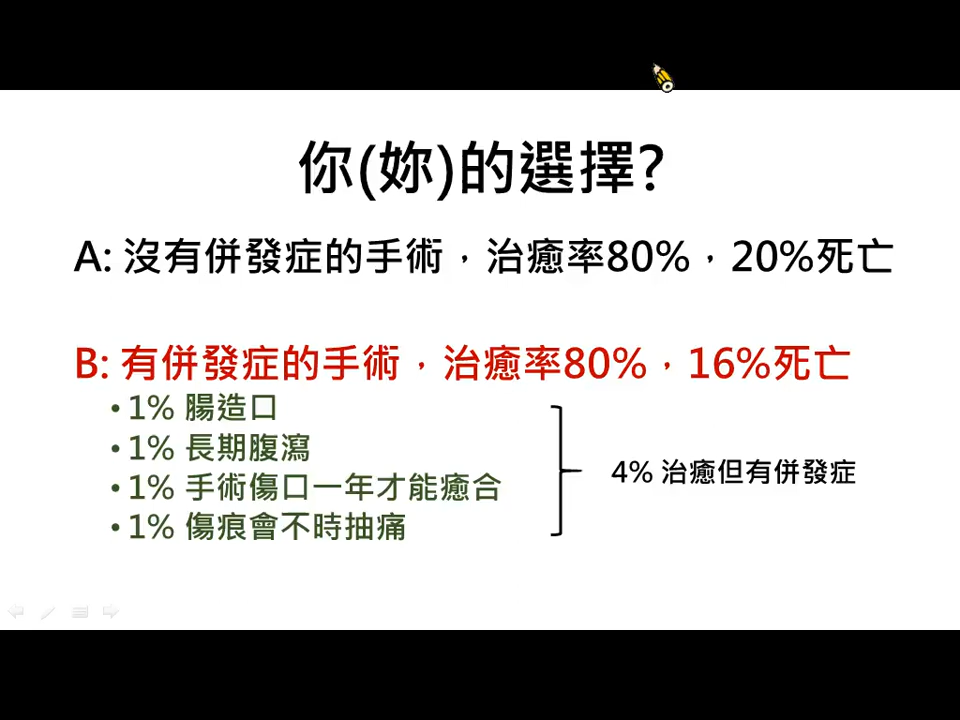 你(妳)的選擇?
A: 沒有併發症的手術，治癒率80%，20%死亡
B: 有併發症的手術，治癒率80%，16%死亡
• 1% 腸造口
• 1% 長期腹瀉
• 1% 手術傷口一年才能癒合
• 1% 傷痕會不時抽痛
4% 治癒但有併發症